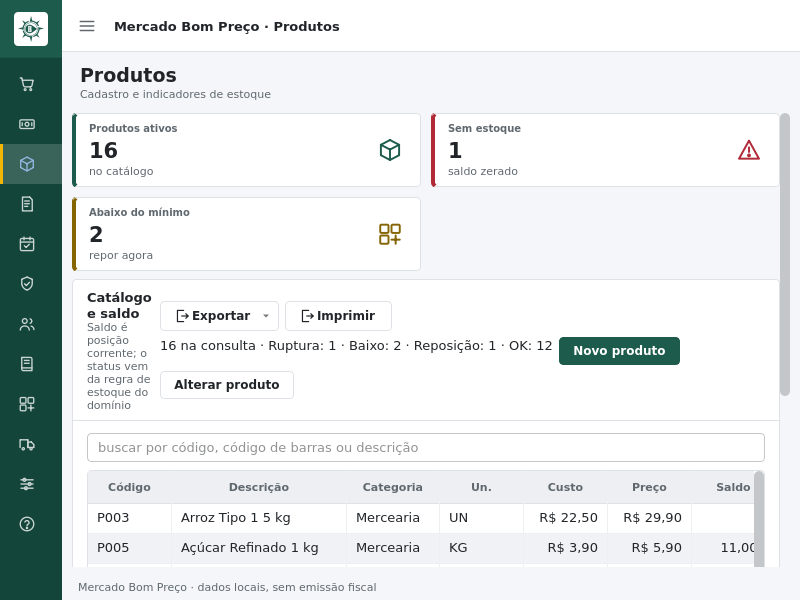 Mercado Bom Preço · Produtos
Produtos
Cadastro e indicadores de estoque
Produtos ativos
16
no catálogo
Sem estoque
1
saldo zerado
Abaixo do mínimo
2
repor agora
Catálogo
e saldo
Saldo é
posição
corrente; o
status vem
da regra de
estoque do
domínio
Exportar
Imprimir
16 na consulta · Ruptura: 1 · Baixo: 2 · Reposição: 1 · OK: 12
Novo produto
Alterar produto
buscar por código, código de barras ou descrição
Código Descrição Categoria Un. Custo Preço Saldo
P003 Arroz Tipo 1 5 kg Mercearia UN R$ 22,50 R$ 29,90
P005 Açúcar Refinado 1 kg Mercearia KG R$ 3,90 R$ 5,90 11,00
Mercado Bom Preço · dados locais, sem emissão fiscal